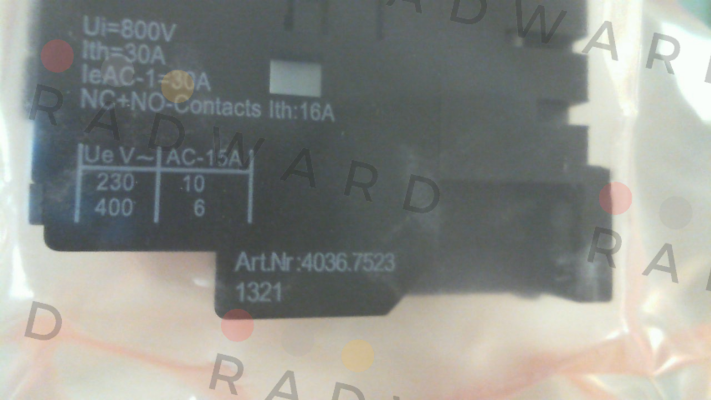 Ui=800V
Ith=30A
IeAC-1=30A
NC+NO-Contacts Ith:16A
Ue V~ AC-15A
230 10
400 6
Art.Nr:4036.7523
1321
RADWARD
RADWARD
RA
D
RADWARD